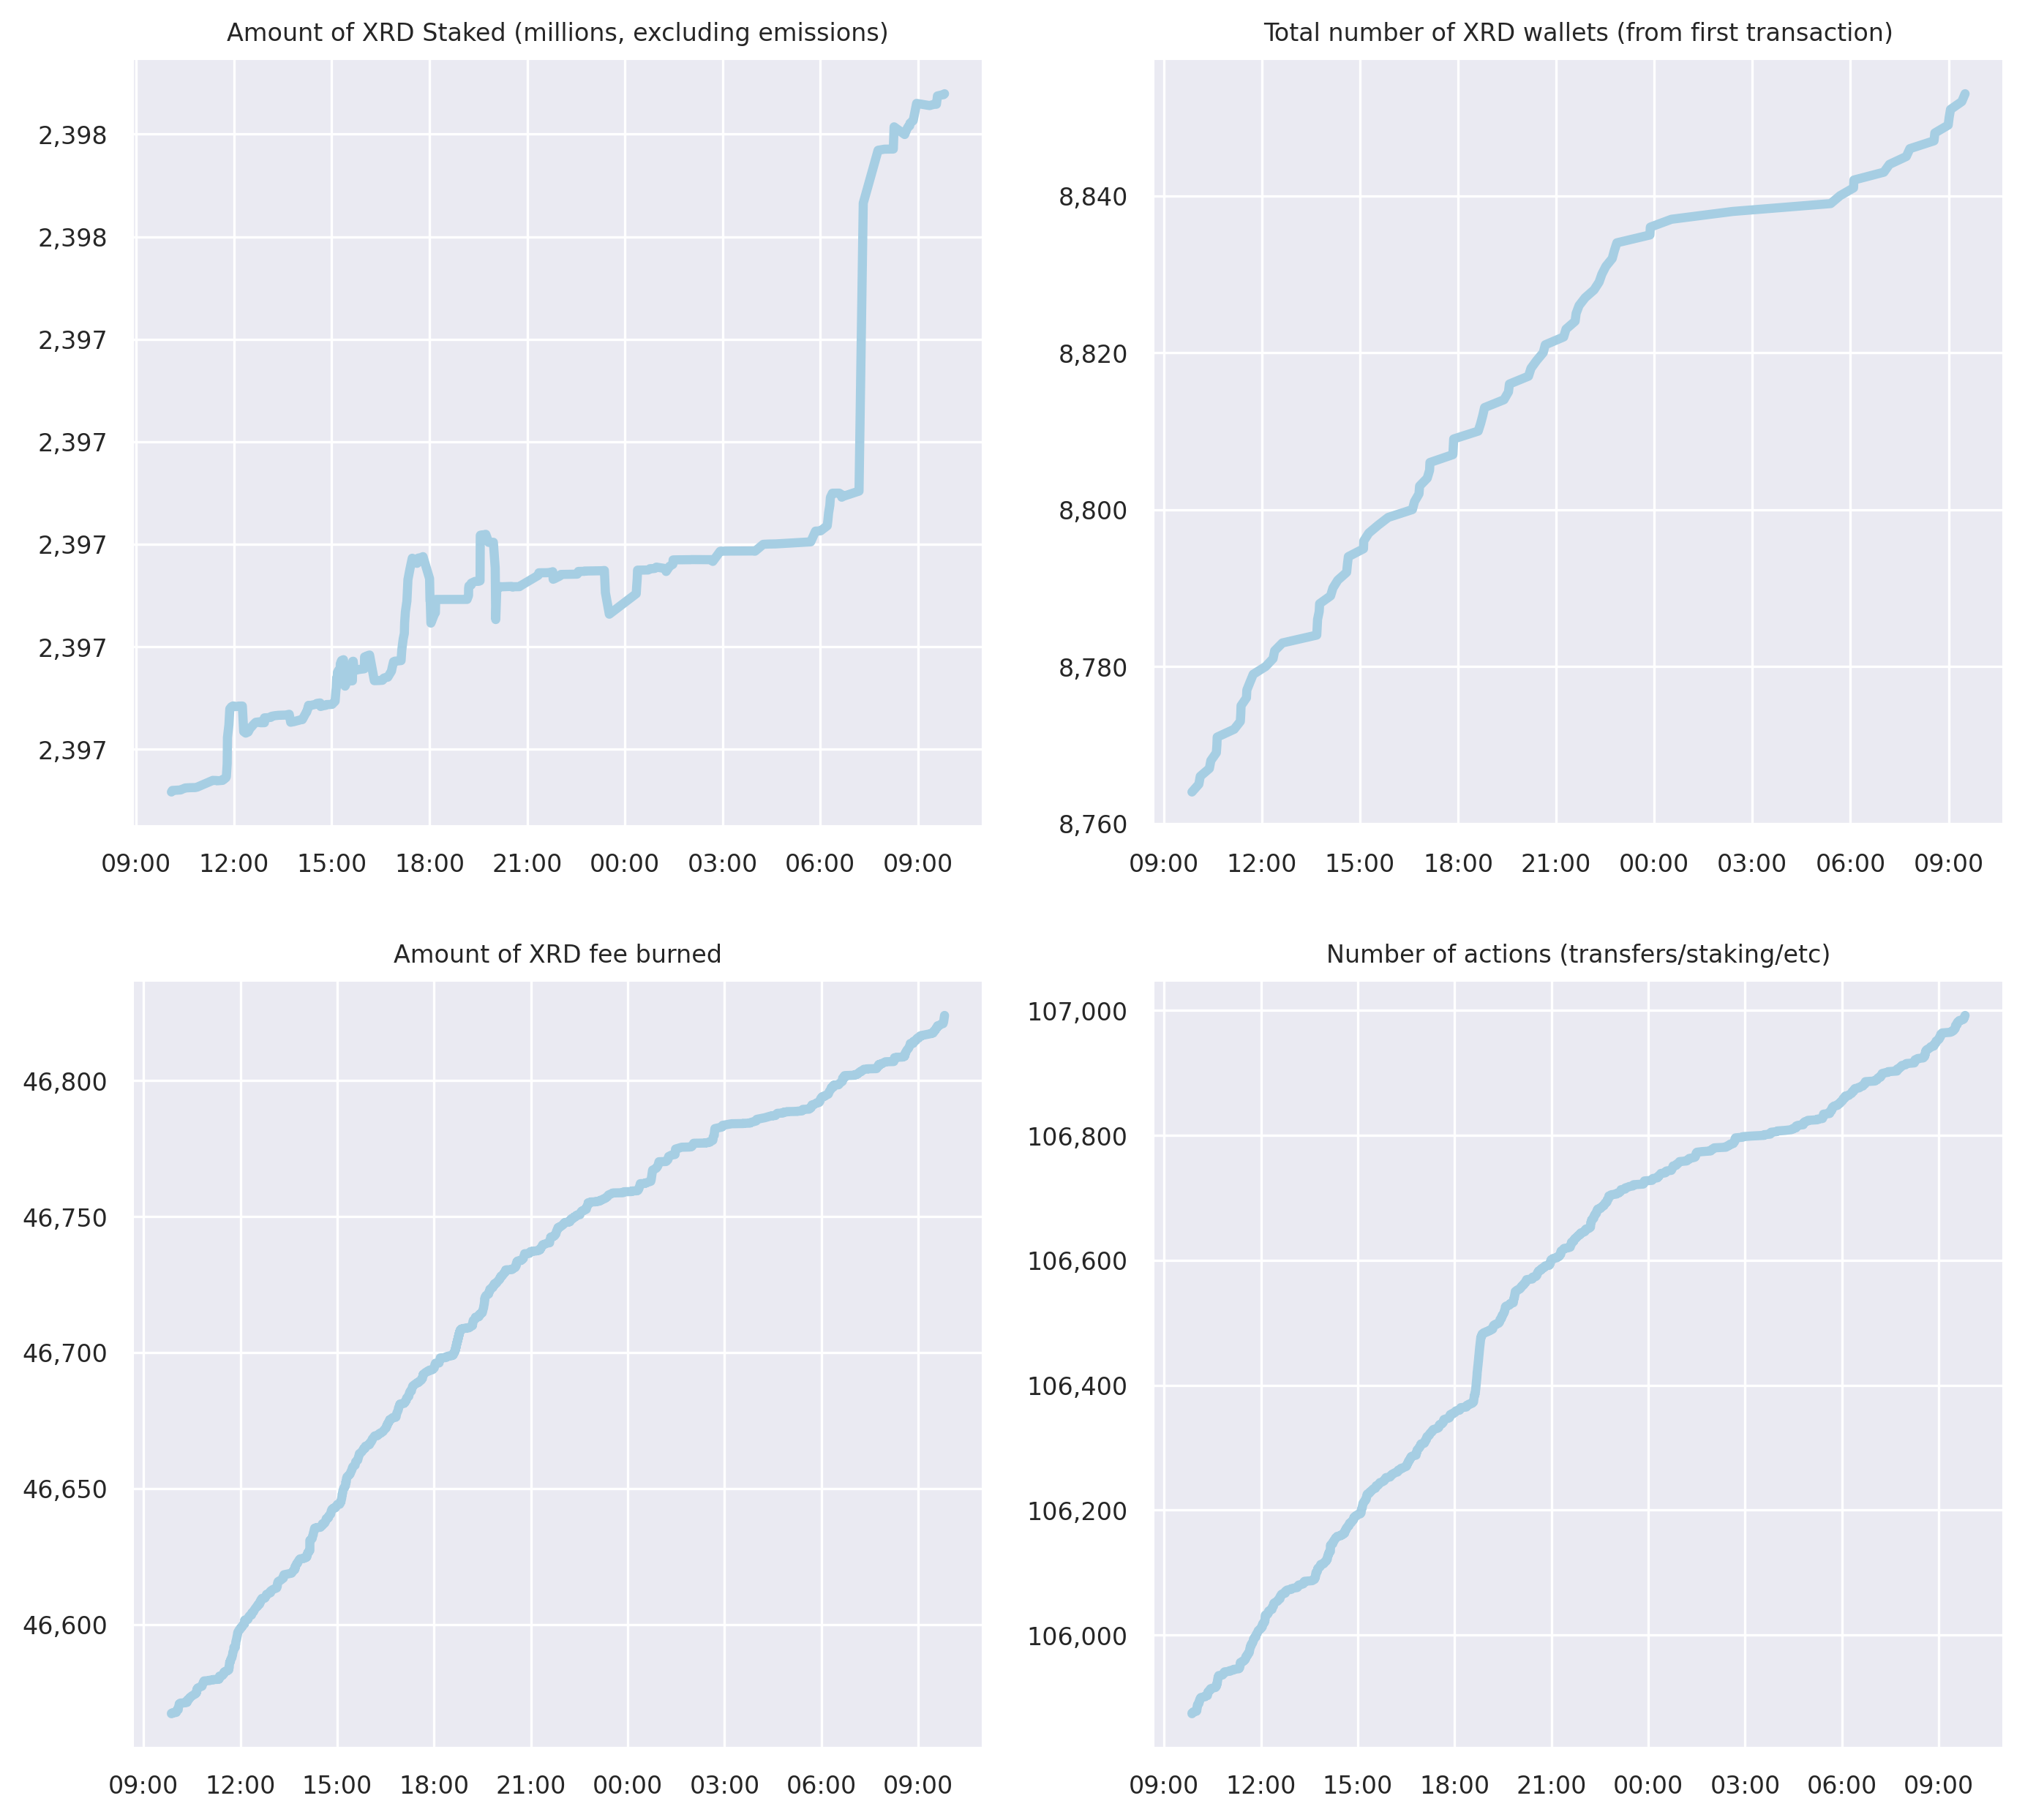 Amount of XRD Staked (millions, excluding emissions)
2,398
2,398
2,397
2,397
2,397
2,397
2,397
09:00 12:00 15:00 18:00 21:00 00:00 03:00 06:00 09:00
Total number of XRD wallets (from first transaction)
8,840
8,820
8,800
8,780
8,760
09:00 12:00 15:00 18:00 21:00 00:00 03:00 06:00 09:00
Amount of XRD fee burned
46,800
46,750
46,700
46,650
46,600
09:00 12:00 15:00 18:00 21:00 00:00 03:00 06:00 09:00
Number of actions (transfers/staking/etc)
107,000
106,800
106,600
106,400
106,200
106,000
09:00 12:00 15:00 18:00 21:00 00:00 03:00 06:00 09:00